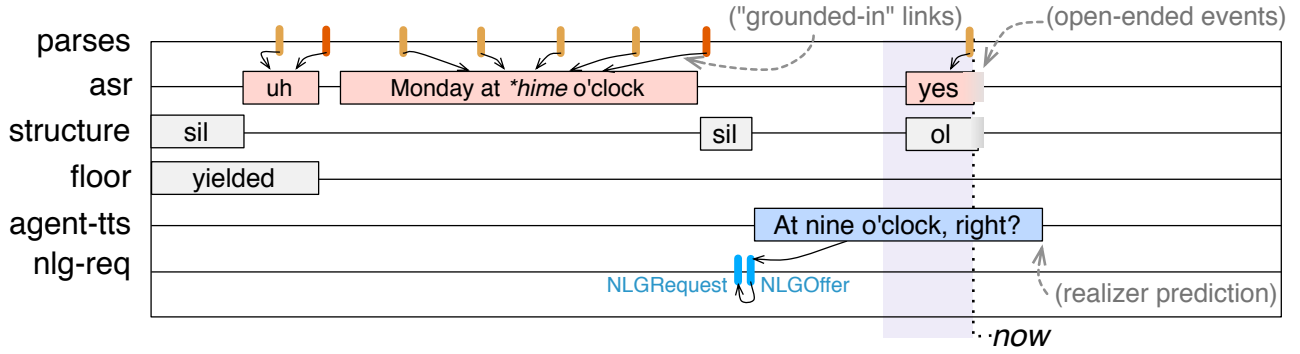 ("grounded-in" links) (open-ended events)
parses
asr uh Monday at *hime o'clock yes
structure sil sil ol
floor yielded
agent-tts At nine o'clock, right?
nlg-req
NLGRequest NLGOffer (realizer prediction)
now